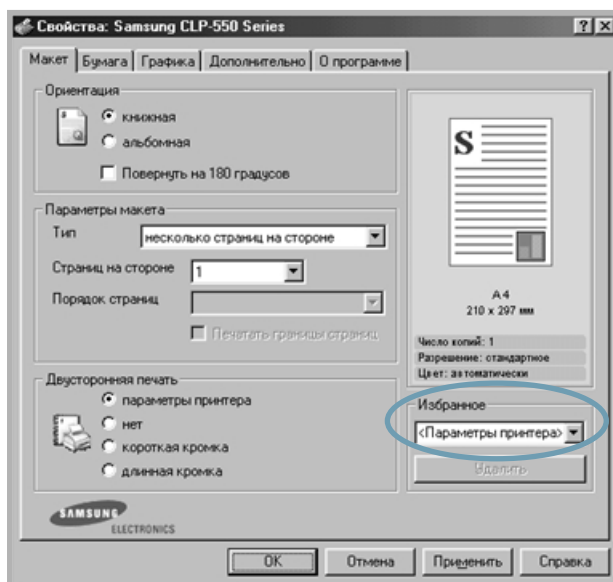 Свойства: Samsung CLP-550 Series
Макет Бумага Графика Дополнительно О программе
Ориентация
книжная
альбомная
Повернуть на 180 градусов
Параметры макета
Тип несколько страниц на стороне
Страниц на стороне 1
Порядок страниц
Печатать границы страниц
Двусторонняя печать
параметры принтера
нет
короткая кромка
длинная кромка
S
A4
210 x 297 мм
Число копий: 1
Разрешение: стандартное
Цвет: автоматически
Избранное
<Параметры принтера>
Удалить
SAMSUNG
ELECTRONICS
OK Отмена Применить Справка